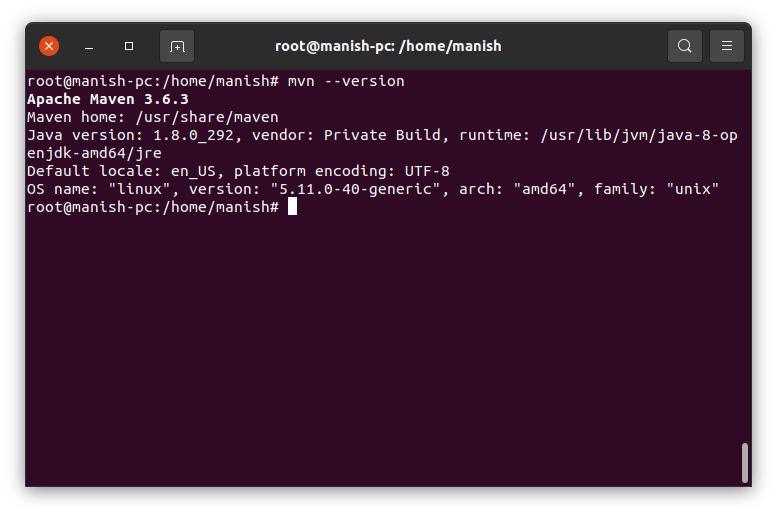 root@manish-pc: /home/manish
root@manish-pc:/home/manish# mvn --version
Apache Maven 3.6.3
Maven home: /usr/share/maven
Java version: 1.8.0_292, vendor: Private Build, runtime: /usr/lib/jvm/java-8-op
enjdk-amd64/jre
Default locale: en_US, platform encoding: UTF-8
OS name: "linux", version: "5.11.0-40-generic", arch: "amd64", family: "unix"
root@manish-pc:/home/manish#